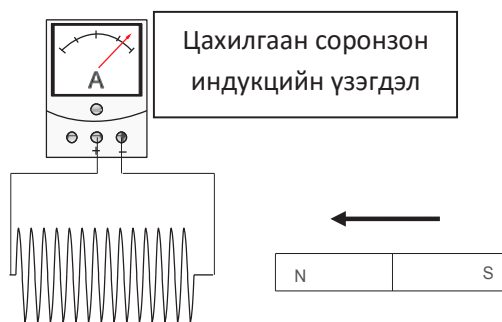 Цахилгаан соронзон
индукцийн үзэгдэл
A
+ −
N S